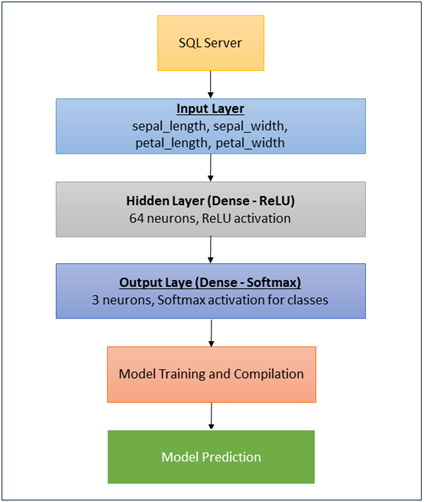 SQL Server
Input Layer
sepal_length, sepal_width,
petal_length, petal_width
Hidden Layer (Dense - ReLU)
64 neurons, ReLU activation
Output Laye (Dense - Softmax)
3 neurons, Softmax activation for classes
Model Training and Compilation
Model Prediction